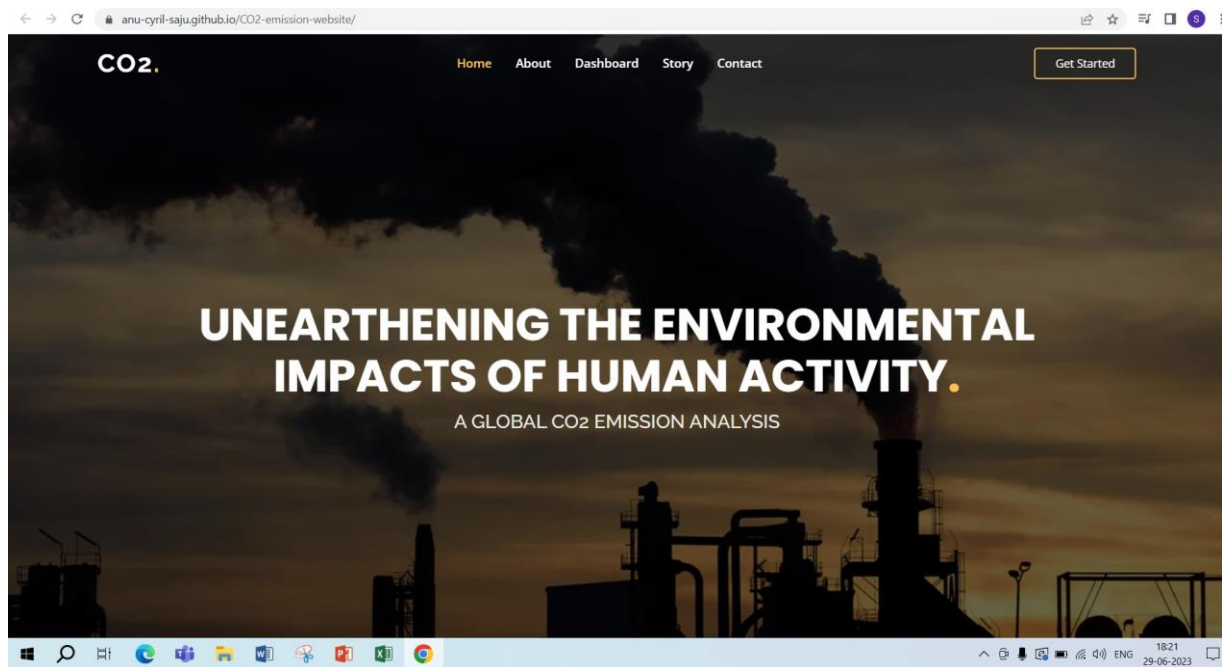 anu-cyril-saju.github.io/CO2-emission-website/
S
CO2.
Home About Dashboard Story Contact
Get Started
UNEARTHENING THE ENVIRONMENTAL
IMPACTS OF HUMAN ACTIVITY.
A GLOBAL CO2 EMISSION ANALYSIS
ENG
18:21
29-06-2023